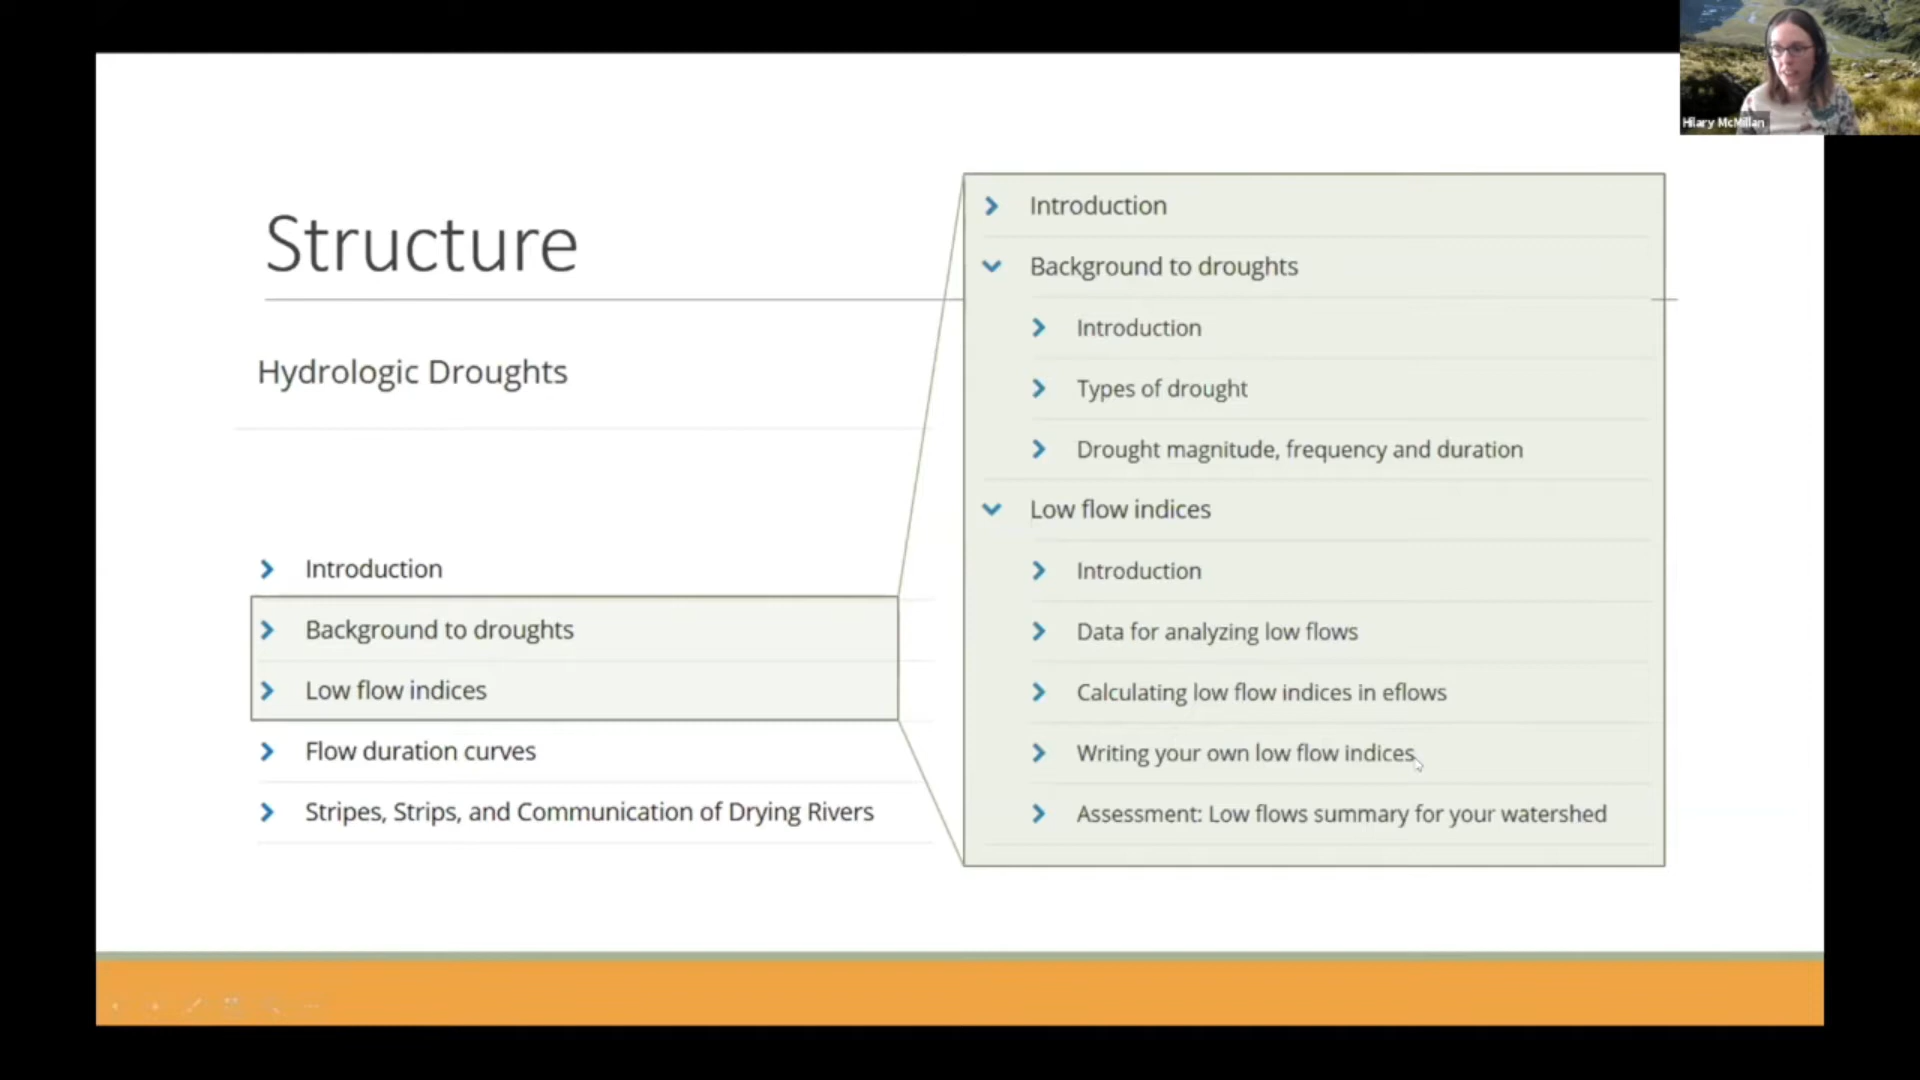 Hilary McMillan
Structure
Hydrologic Droughts
Introduction
Background to droughts
Low flow indices
Flow duration curves
Stripes, Strips, and Communication of Drying Rivers
Introduction
Background to droughts
Introduction
Types of drought
Drought magnitude, frequency and duration
Low flow indices
Introduction
Data for analyzing low flows
Calculating low flow indices in eflows
Writing your own low flow indices
Assessment: Low flows summary for your watershed